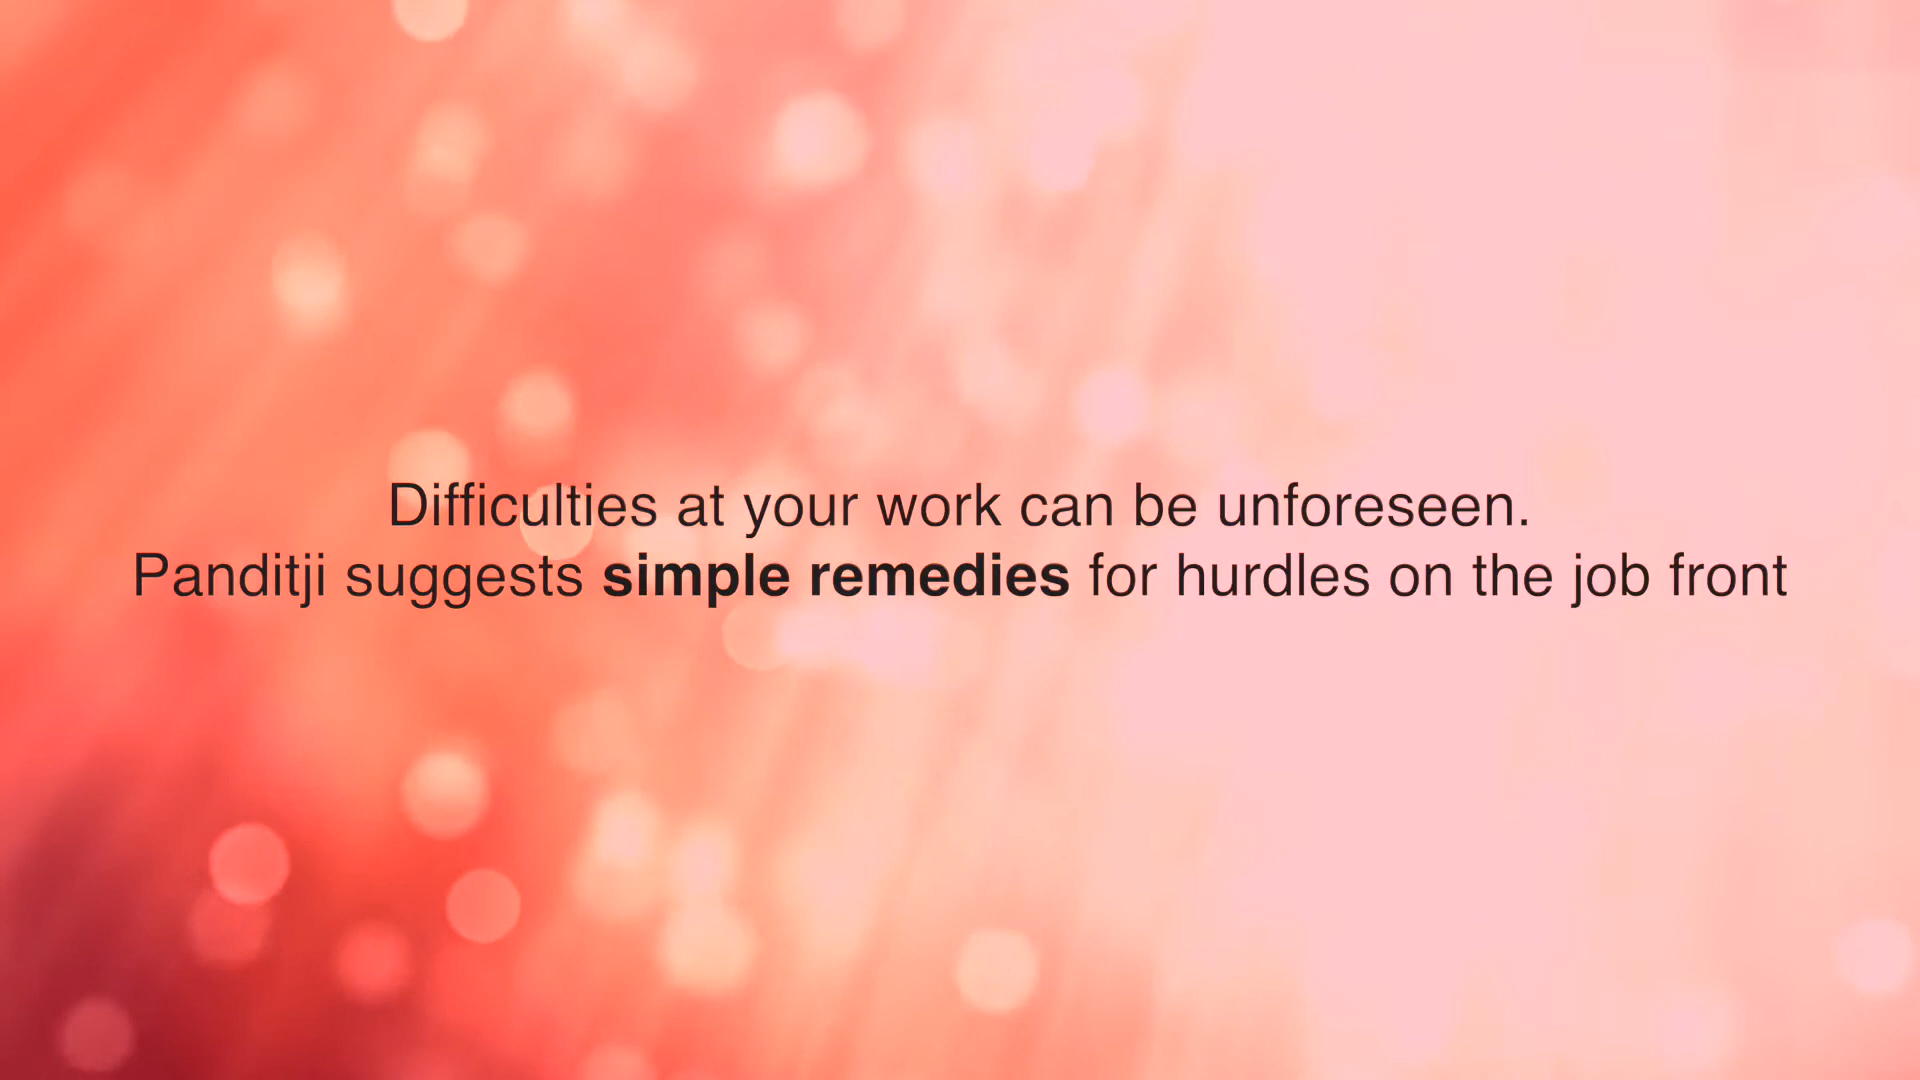 Difficulties at your work can be unforeseen.
Panditji suggests simple remedies for hurdles on the job front